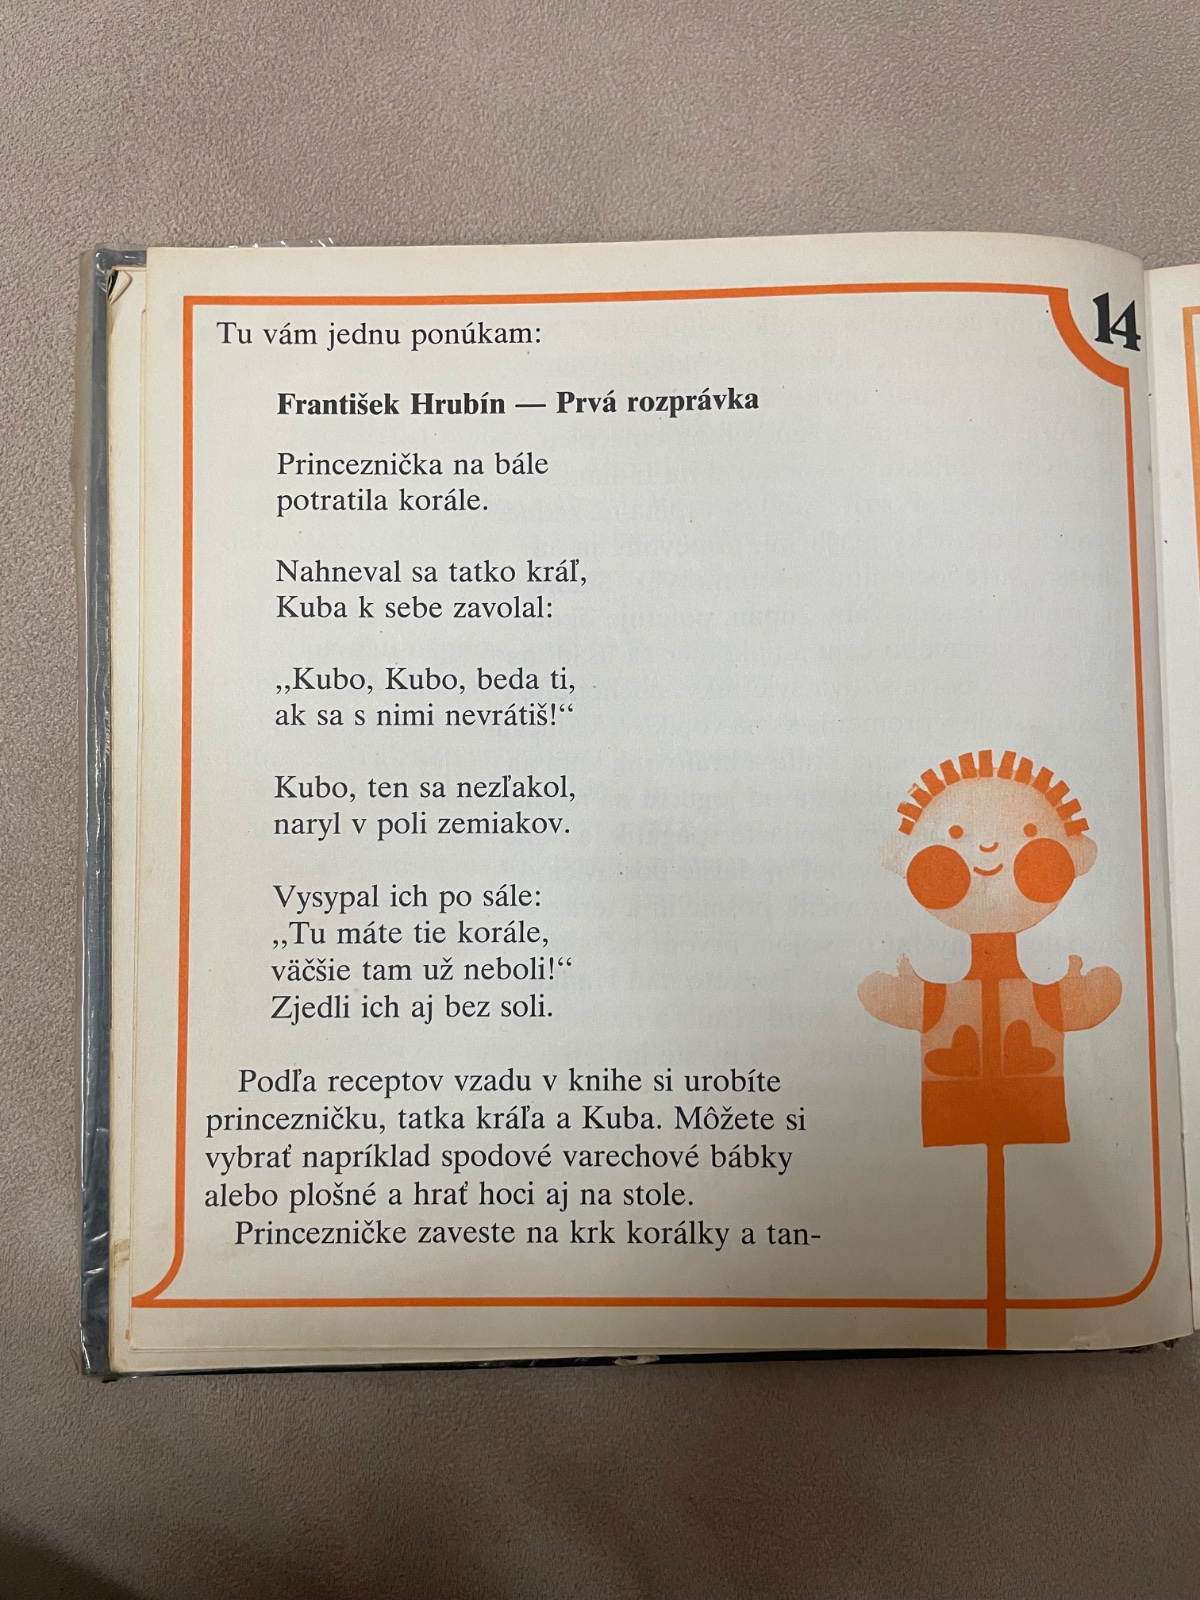 14
Tu vám jednu ponúkam:
František Hrubín — Prvá rozprávka
Princeznička na bále
potratila korále.
Nahneval sa tatko kráľ,
Kuba k sebe zavolal:
,,Kubo, Kubo, beda ti,
ak sa s nimi nevrátiš!“
Kubo, ten sa nezľakol,
naryl v poli zemiakov.
Vysypal ich po sále:
,,Tu máte tie korále,
väčšie tam už neboli!“
Zjedli ich aj bez soli.
Podľa receptov vzadu v knihe si urobíte
princezničku, tatka kráľa a Kuba. Môžete si
vybrať napríklad spodové varechové bábky
alebo plošné a hrať hoci aj na stole.
Princezničke zaveste na krk korálky a tan-